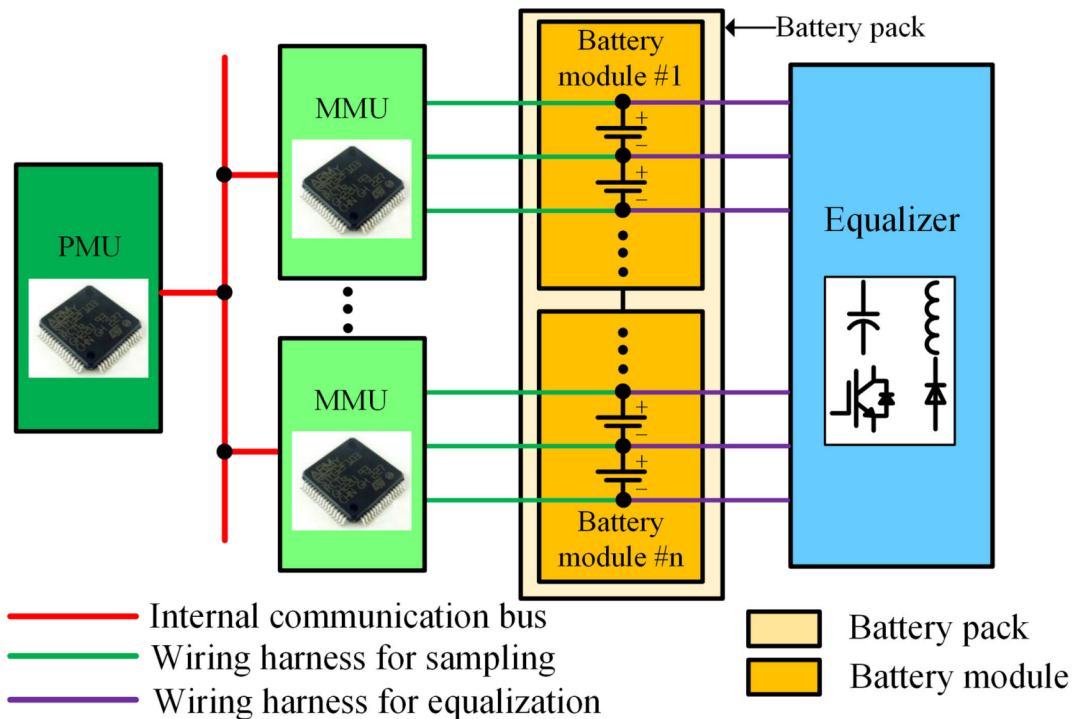 Battery pack
Battery
module #1
MMU
+
−
+
−
PMU
Equalizer
MMU
+
−
+
−
Battery
module #n
Internal communication bus
Wiring harness for sampling
Wiring harness for equalization
Battery pack
Battery module